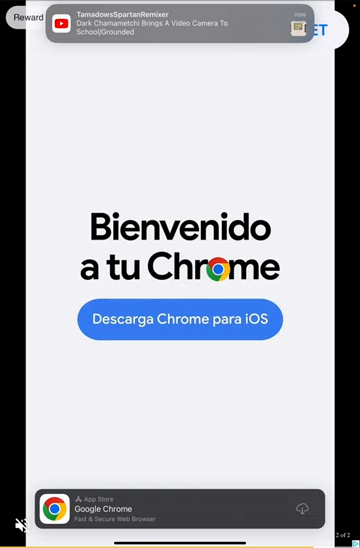 Reward
TamadowsSpartanRemixer
now
Dark Chamametchi Brings A Video Camera To
School/Grounded
ET
Bienvenido
a tu Chrome
Descarga Chrome para iOS
App Store
Google Chrome
Fast & Secure Web Browser
2 of 2